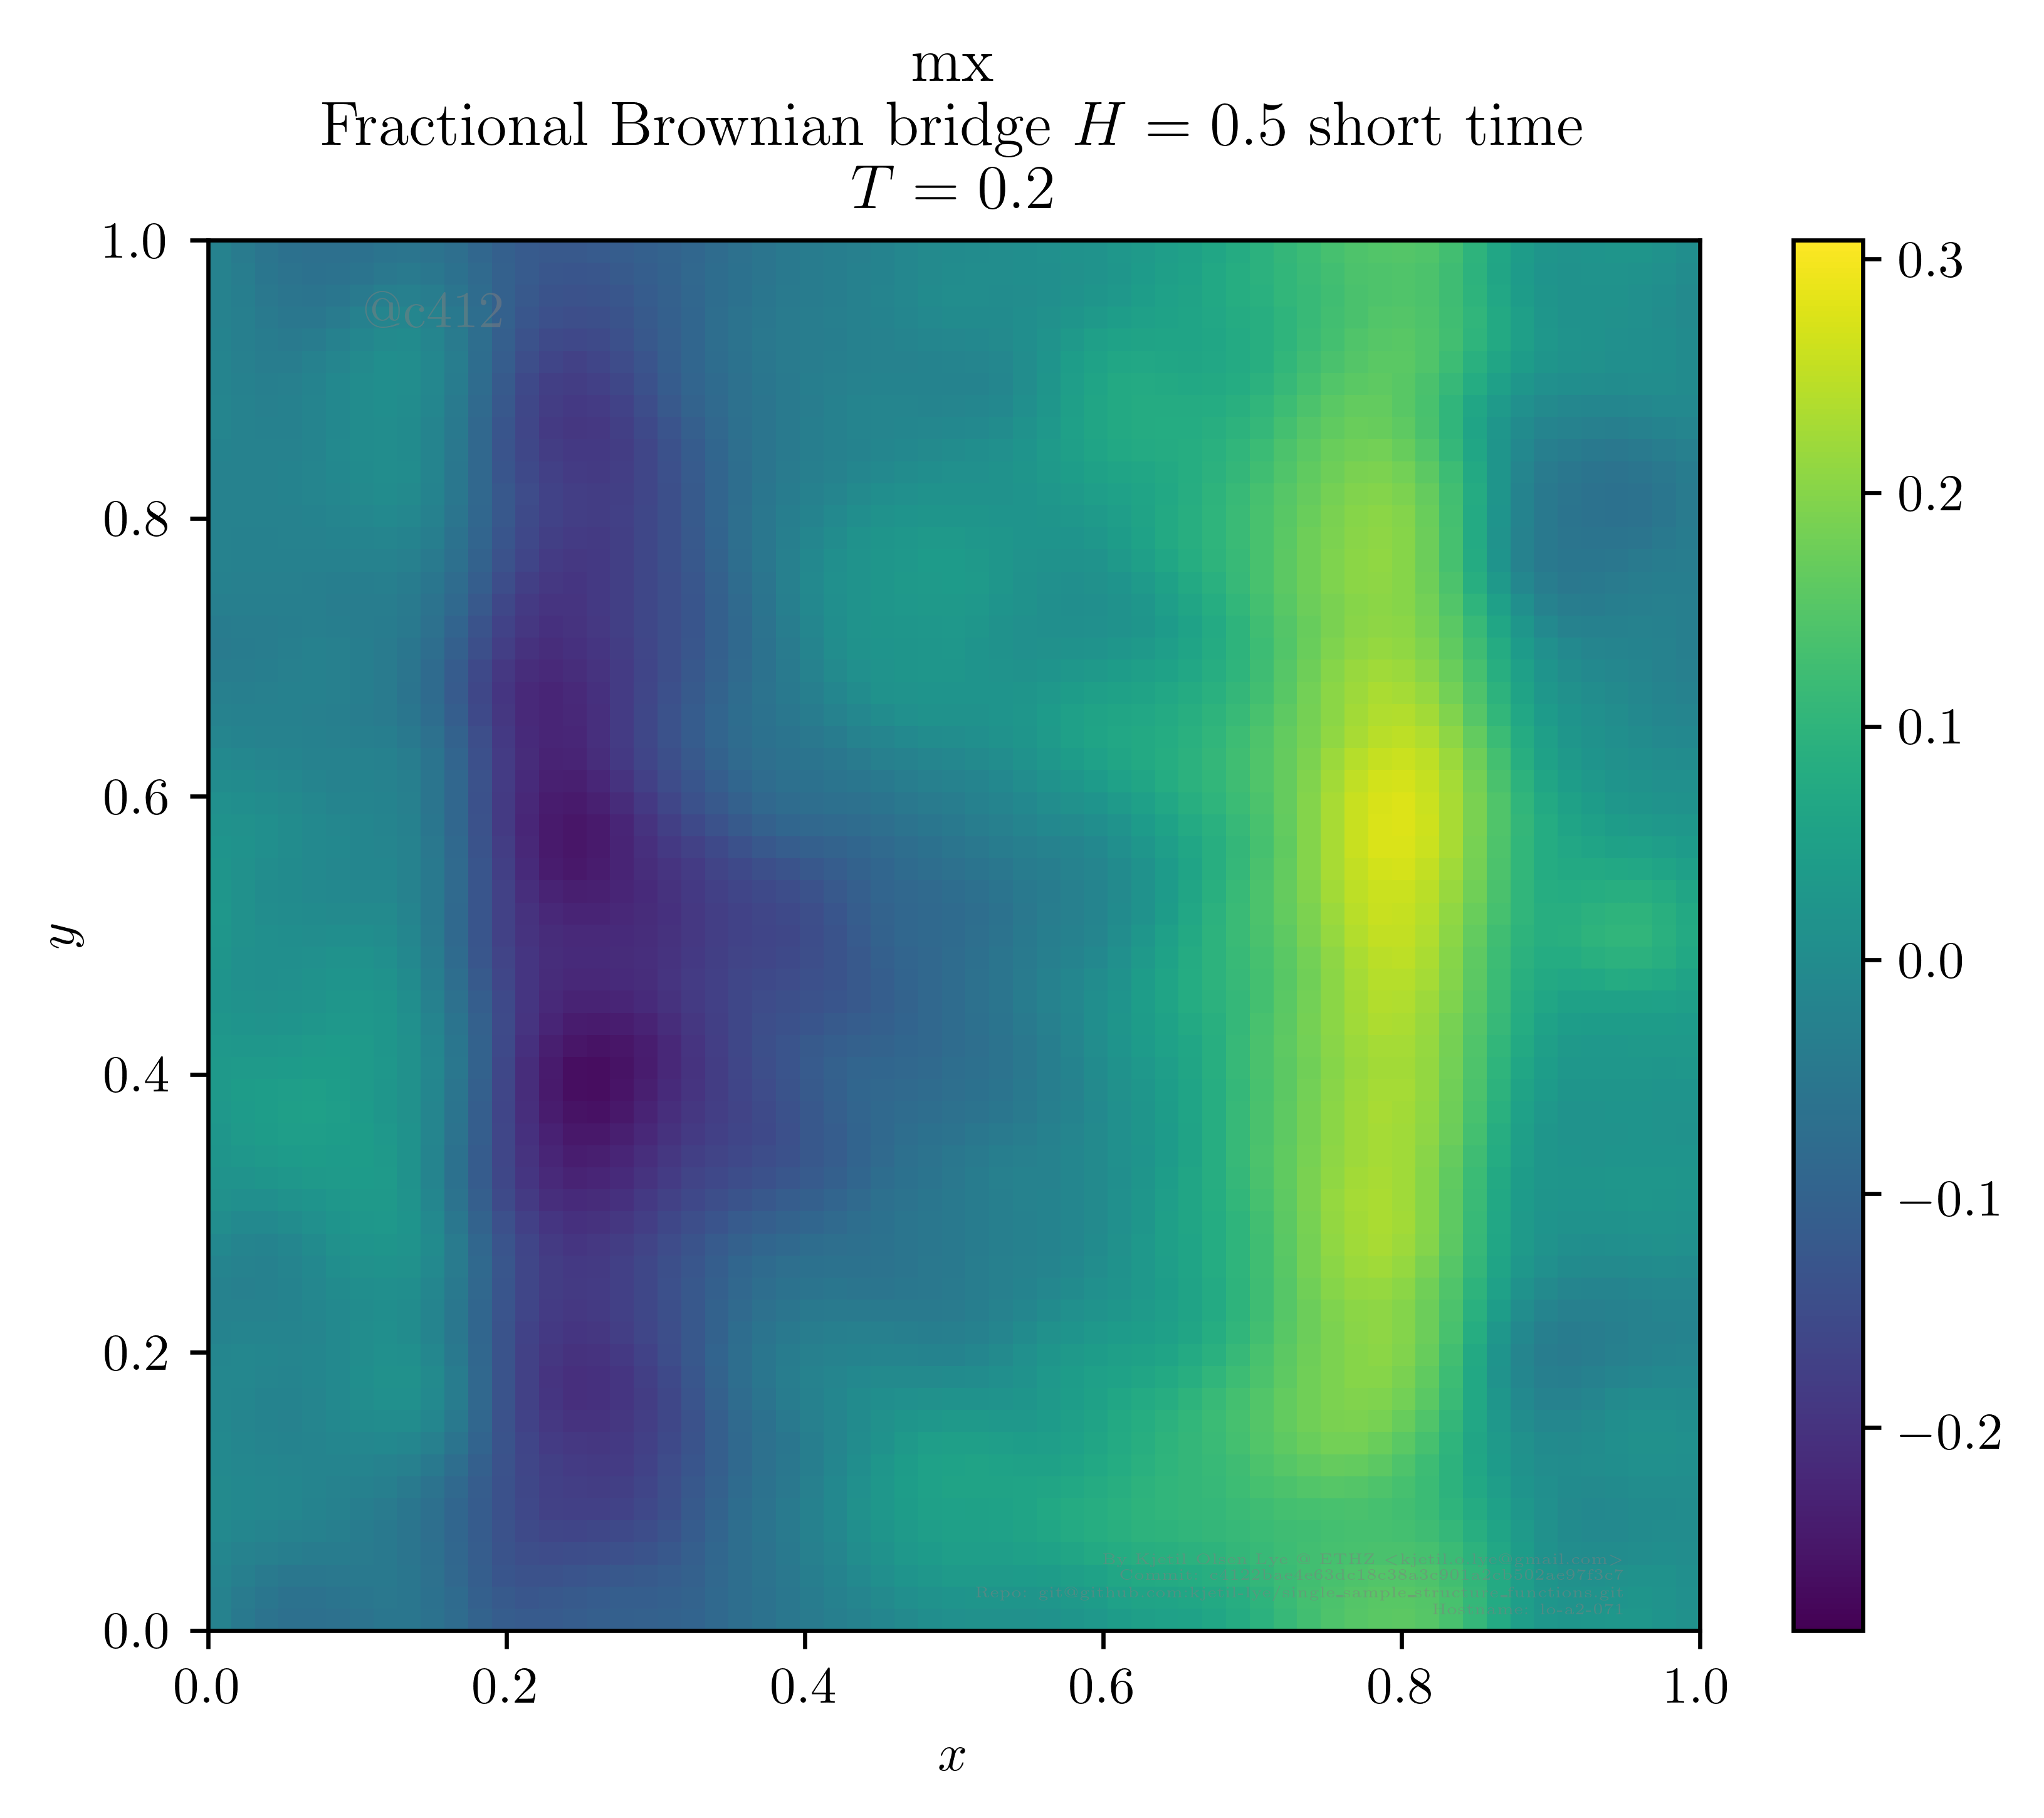 mx
Fractional Brownian bridge H = 0.5 short time
T = 0.2
1.0
0.8
0.6
0.4
0.2
0.0
y
@c412
0.0 0.2 0.4 0.6 0.8 1.0
x
0.3
0.2
0.1
0.0
−0.1
−0.2
ETHZ